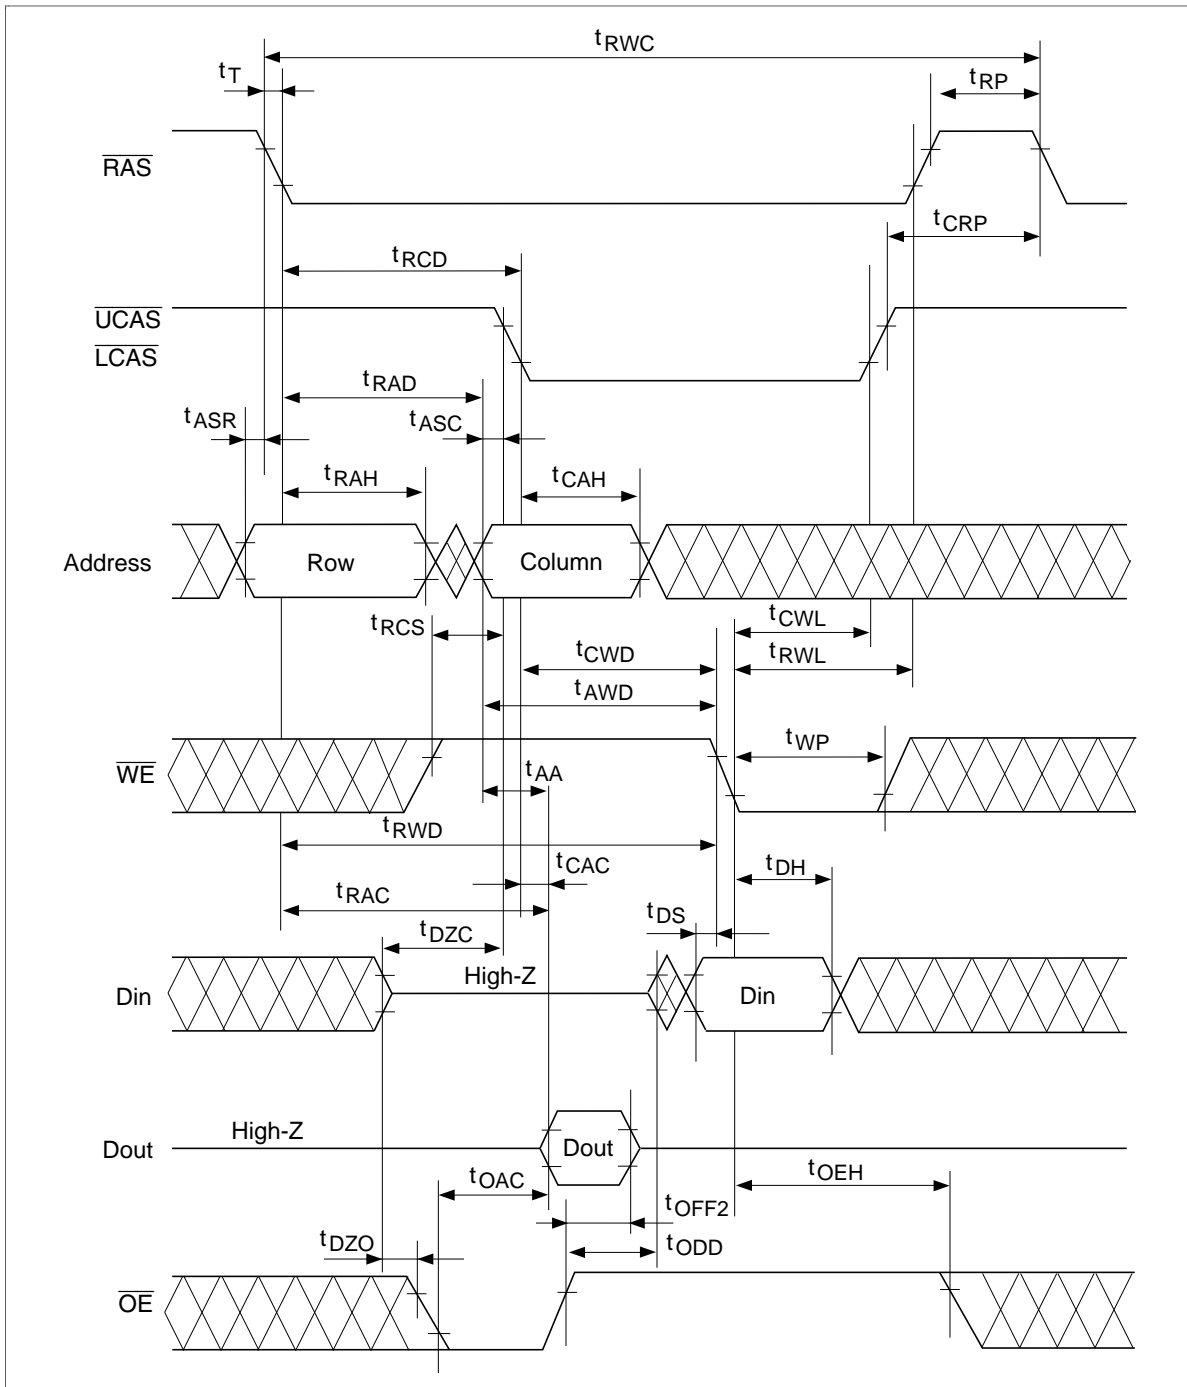 tRWC
tT
tRP
RAS
tCRP
tRCD
UCAS
LCAS
tRAD
tASR
tASC
tRAH
tCAH
Address
Row
Column
tRCS
tCWL
tCWD
tRWL
tAWD
tWP
WE
tAA
tRWD
tCAC
tDH
tRAC
tDS
tDZC
High-Z
Din
Din
High-Z
Dout
Dout
tOAC
tOEH
tOFF2
tDZO
tODD
OE